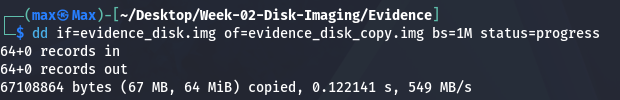 ┌──(max㉿Max)-[~/Desktop/Week-02-Disk-Imaging/Evidence]
└─$ dd if=evidence_disk.img of=evidence_disk_copy.img bs=1M status=progress
64+0 records in
64+0 records out
67108864 bytes (67 MB, 64 MiB) copied, 0.122141 s, 549 MB/s